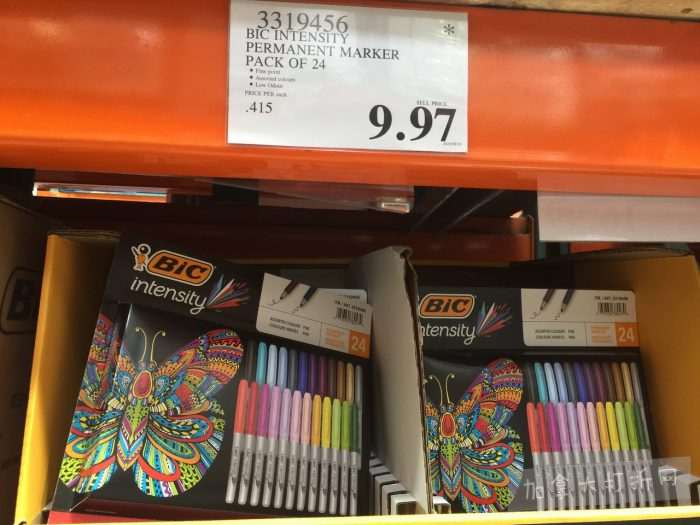 3319456
BIC INTENSITY *
PERMANENT MARKER
PACK OF 24
• Fine point
• Assorted colours
• Low Odour
PRICE PER each
.415
SELL PRICE
9.97
BIC
intensity
24
BIC
intensity
24
加拿大打折网